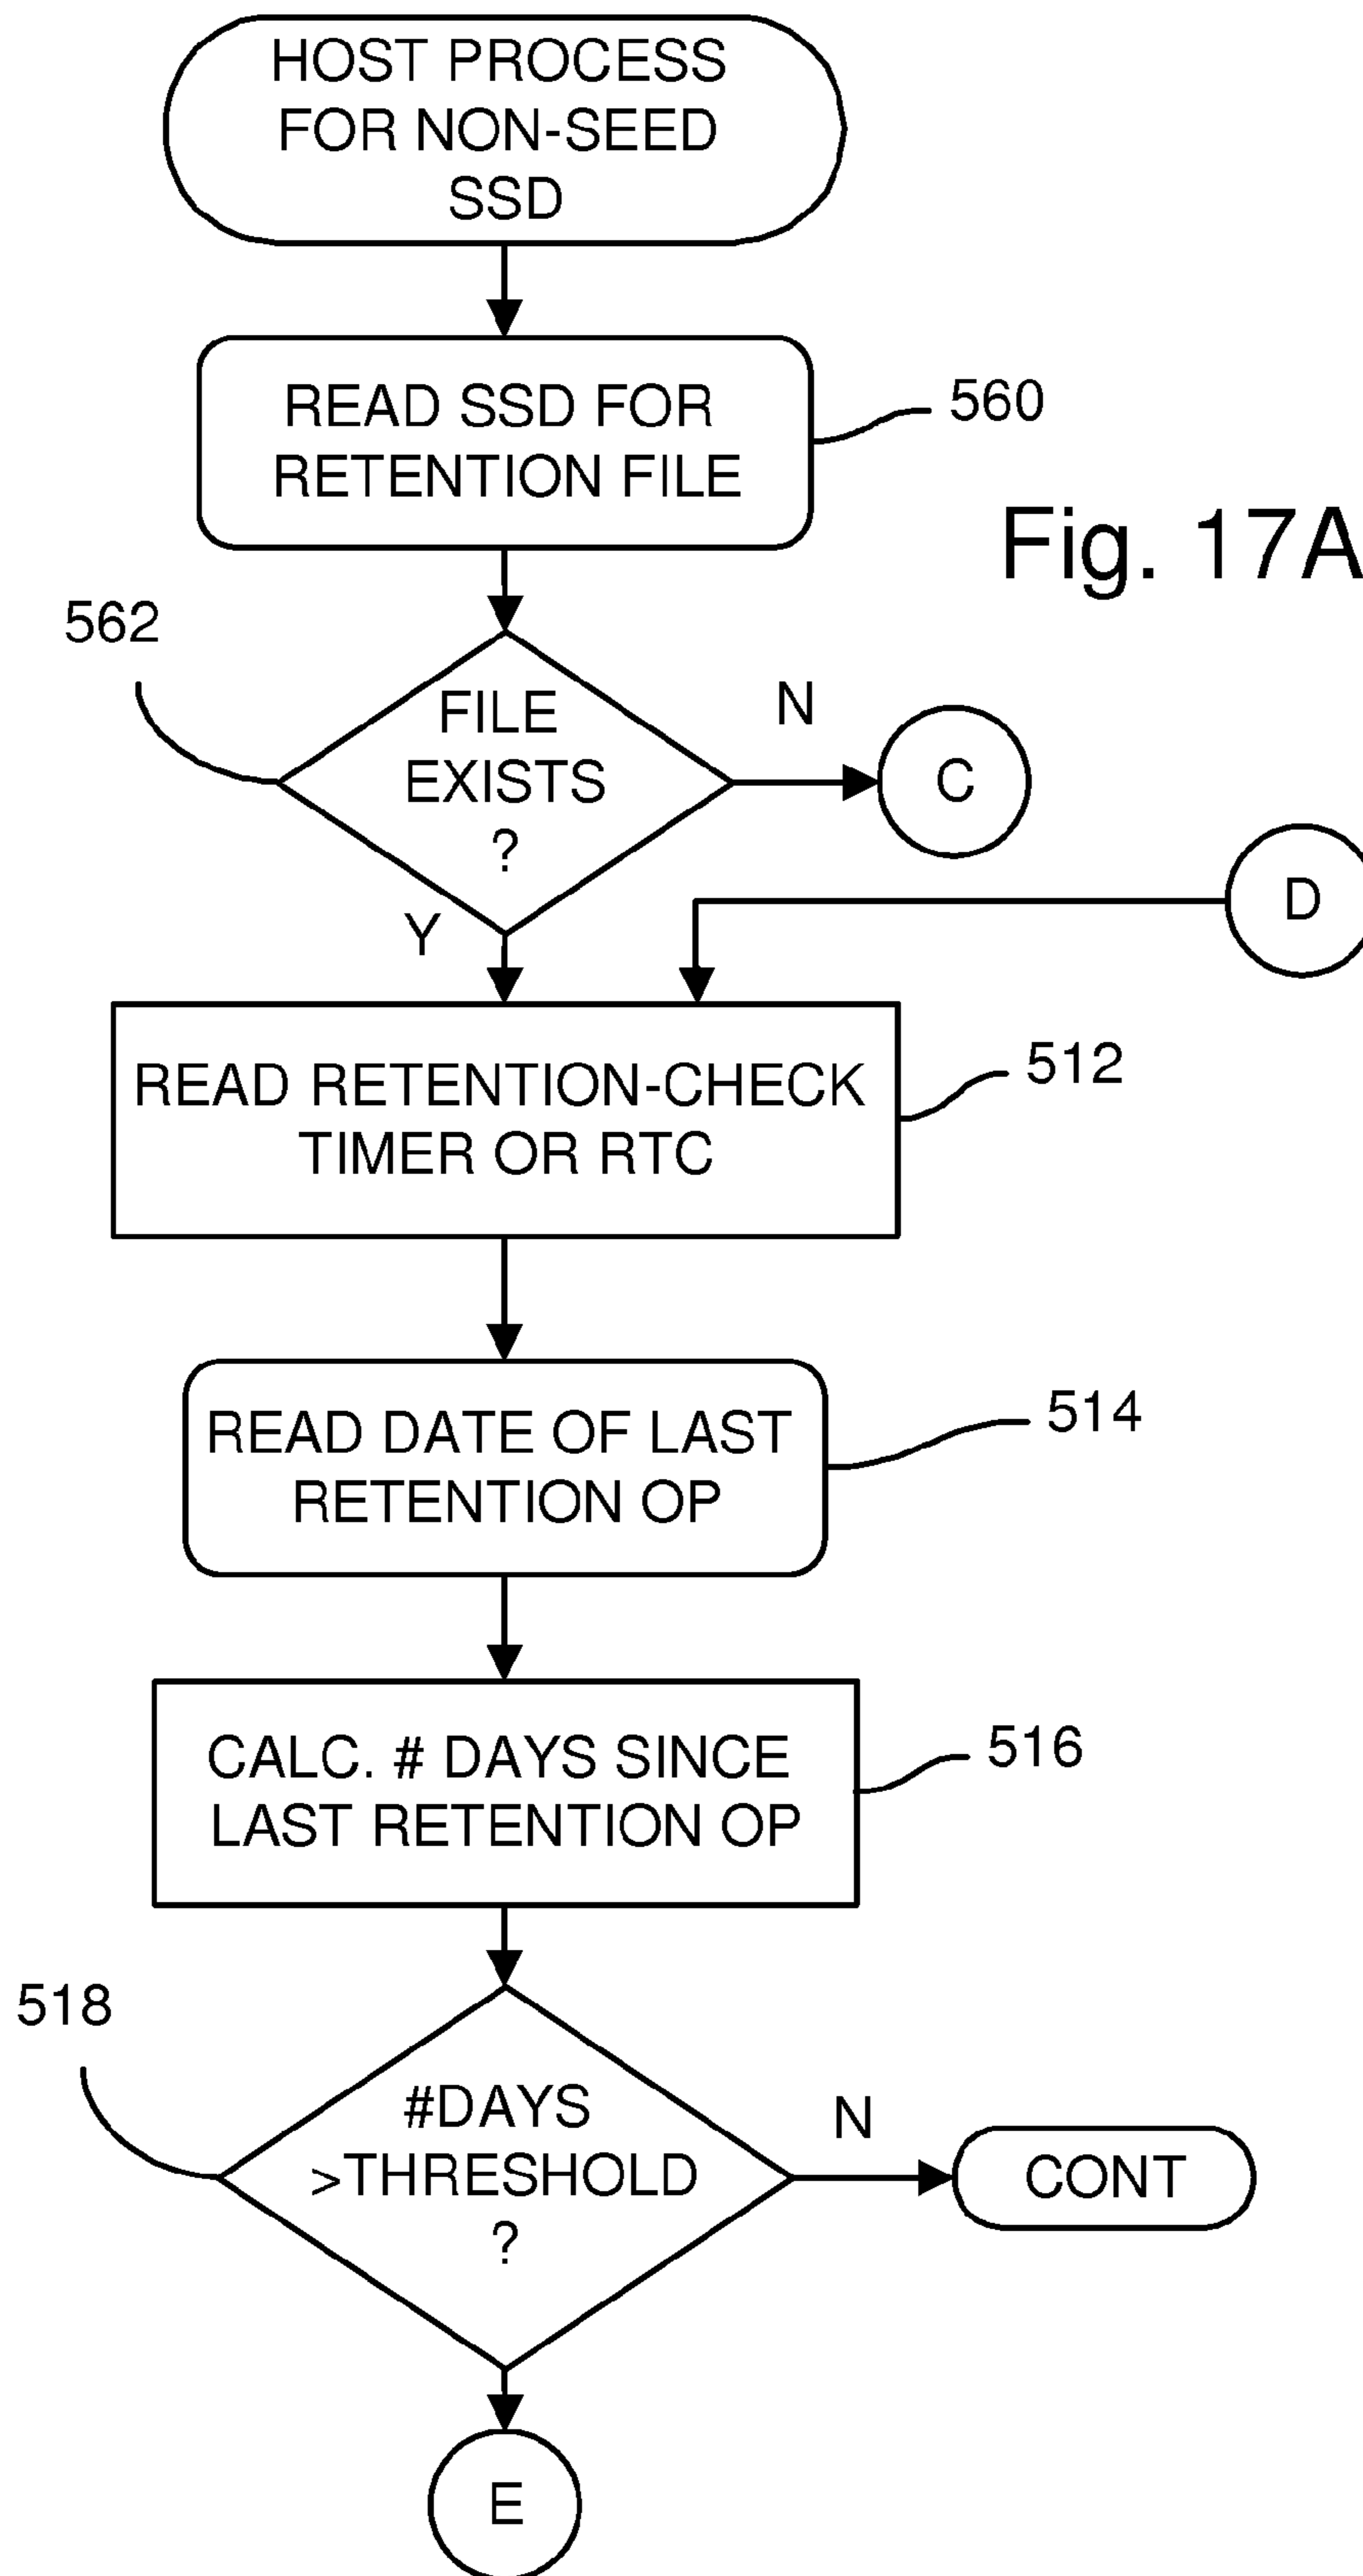 HOST PROCESS
FOR NON-SEED
SSD
READ SSD FOR
RETENTION FILE
560
Fig. 17A
562
FILE
EXISTS
?
N
C
D
Y
READ RETENTION-CHECK
TIMER OR RTC
512
READ DATE OF LAST
RETENTION OP
514
CALC. # DAYS SINCE
LAST RETENTION OP
516
518
#DAYS
>THRESHOLD
?
N
CONT
E